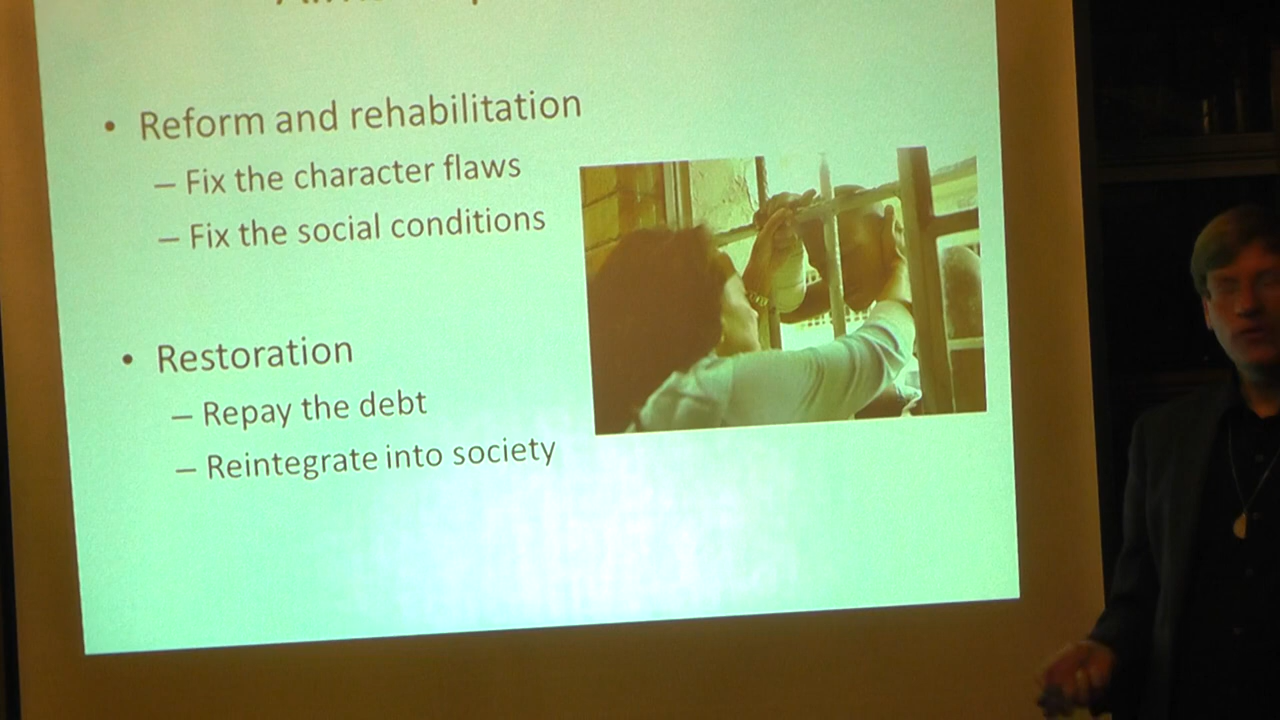 • Reform and rehabilitation
– Fix the character flaws
– Fix the social conditions
• Restoration
– Repay the debt
– Reintegrate into society